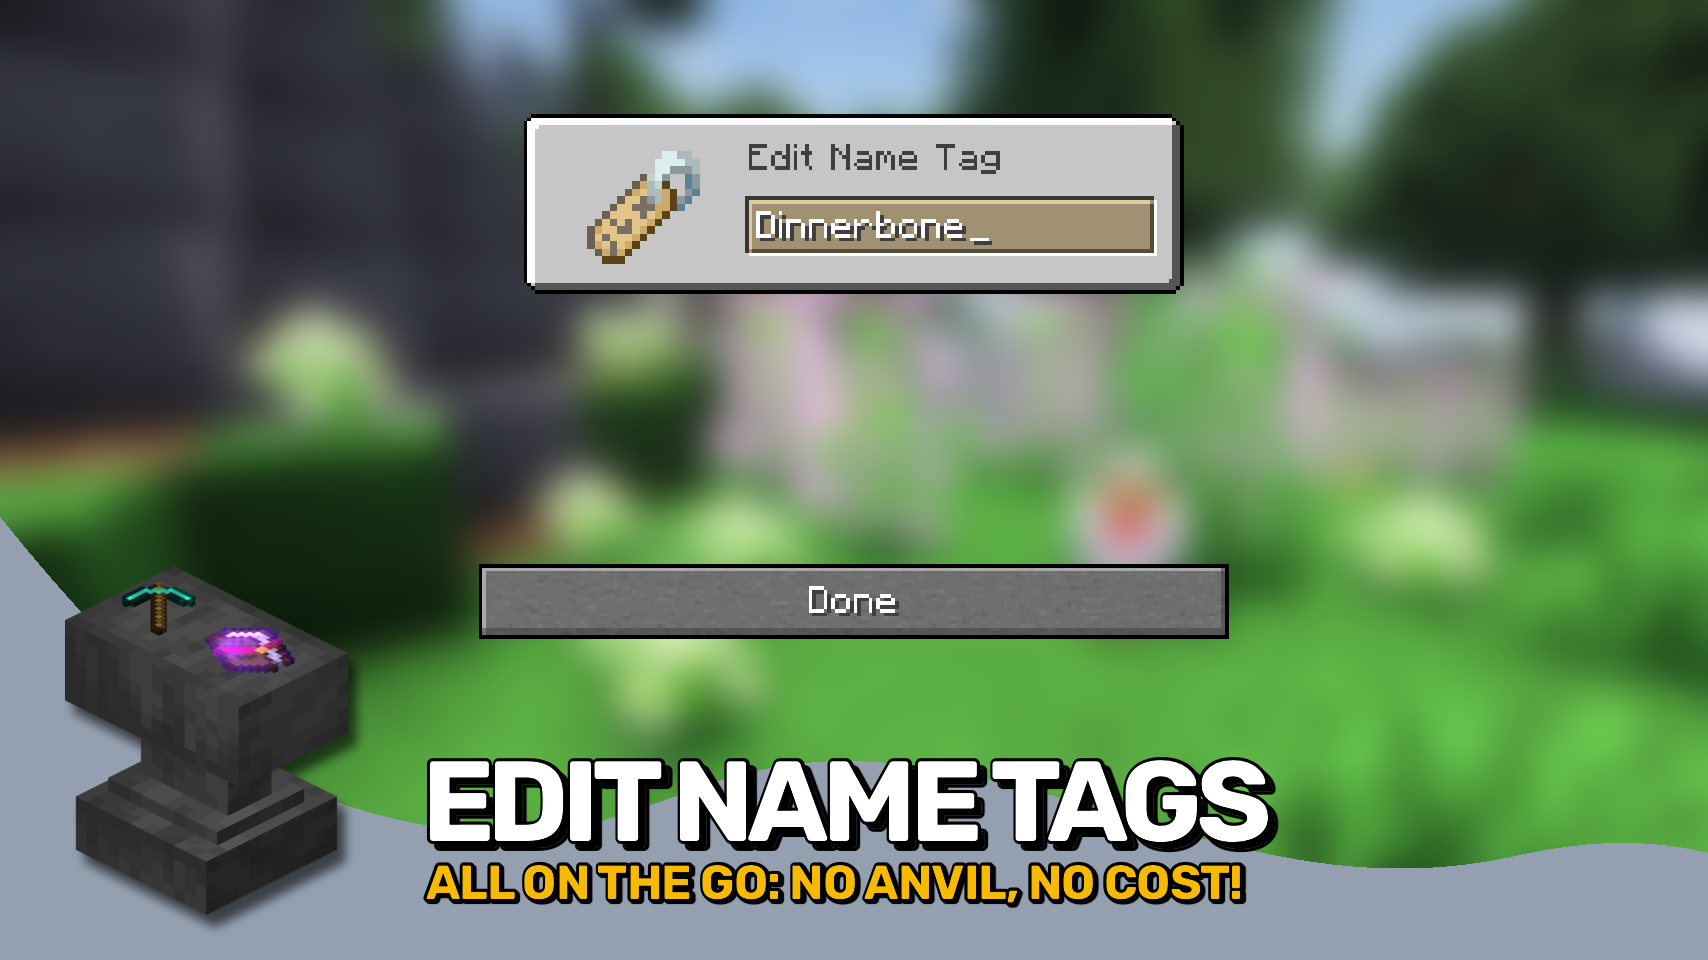 Edit Name Tag
Dinnerbone_
Done
EDIT NAME TAGS
ALL ON THE GO: NO ANVIL, NO COST!